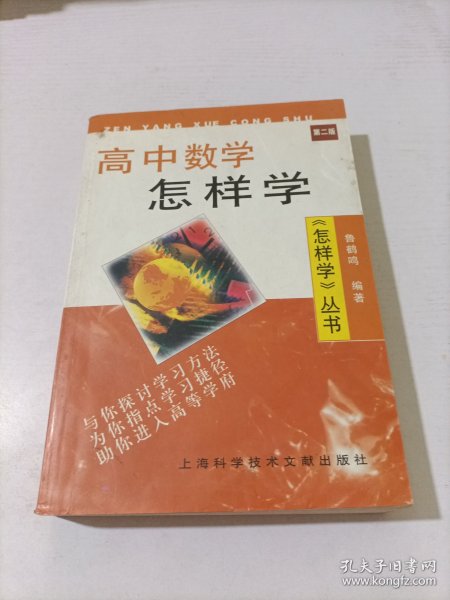 ZEN YANG XUE CONG SHU
第二版
高中数学
怎样学
《怎样学》丛书
鲁鹤鸣 编著
与你探讨学习方法
为你指点学习捷径
助你进入高等学府
上海科学技术文献出版社
孔夫子旧书网
www.kongfz.com